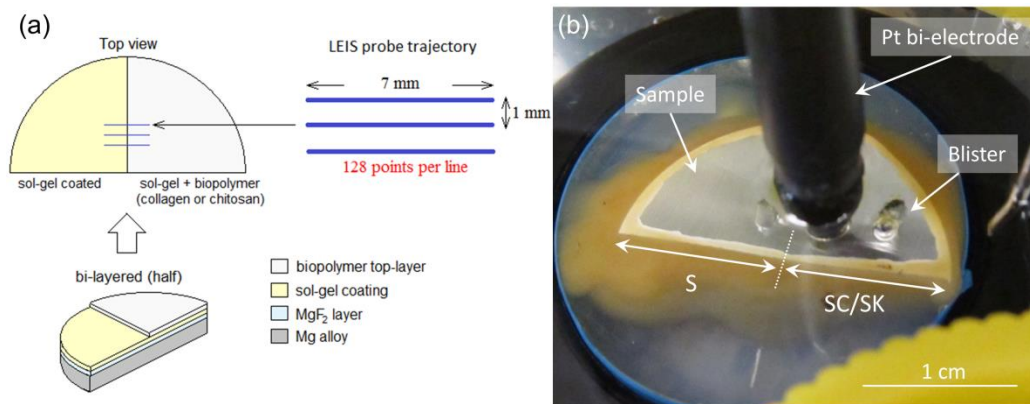 (a)
Top view
sol-gel coated
sol-gel + biopolymer
(collagen or chitosan)
LEIS probe trajectory
7 mm
1 mm
128 points per line
bi-layered (half)
biopolymer top-layer
sol-gel coating
MgF2 layer
Mg alloy
(b)
Pt bi-electrode
Sample
Blister
S
SC/SK
1 cm